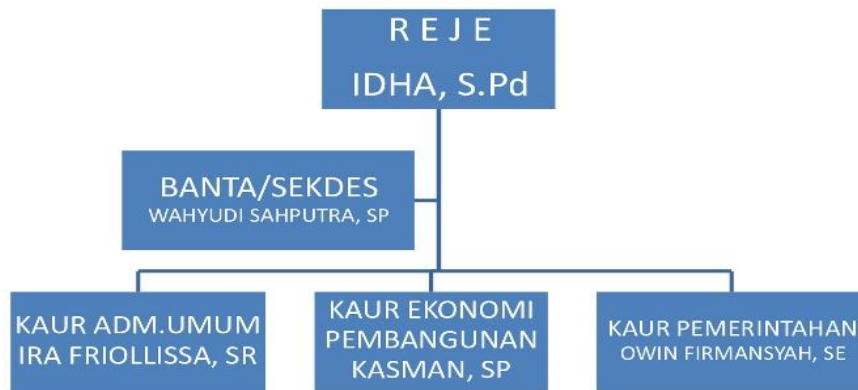 R E J E
IDHA, S.Pd
BANTA/SEKDES
WAHYUDI SAHPUTRA, SP
KAUR ADM.UMUM
IRA FRIOLLISSA, SR
KAUR EKONOMI
PEMBANGUNAN
KASMAN, SP
KAUR PEMERINTAHAN
OWIN FIRMANSYAH, SE